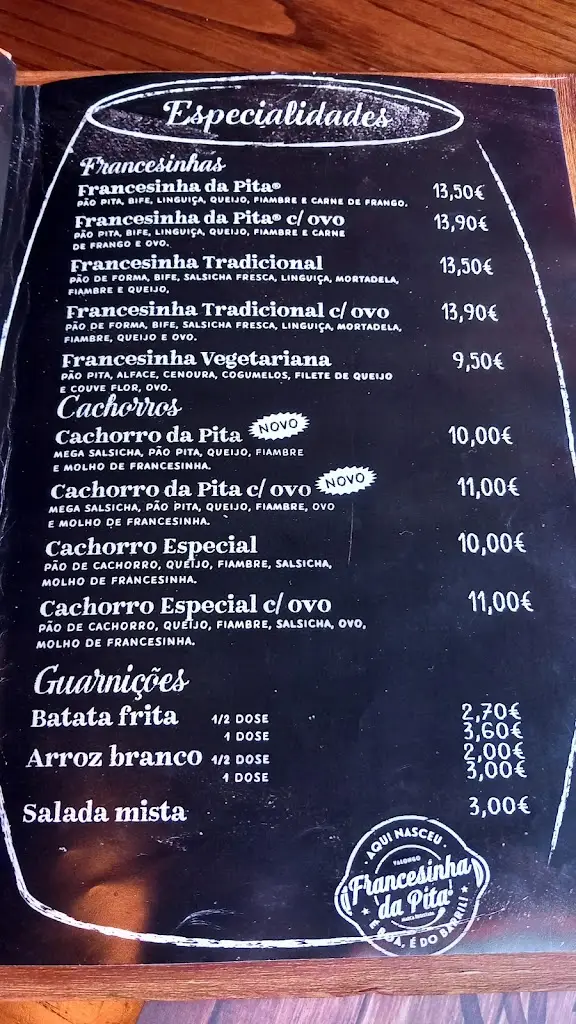 Especialidades
Francesinhas
Francesinha da Pita® 13,50€
PÃO PITA, BIFE, LINGUIÇA, QUEIJO, FIAMBRE E CARNE DE FRANGO.
Francesinha da Pita® c/ ovo 13,90€
PÃO PITA, BIFE, LINGUIÇA, QUEIJO, FIAMBRE E CARNE
DE FRANGO E OVO.
Francesinha Tradicional 13,50€
PÃO DE FORMA, BIFE, SALSICHA FRESCA, LINGUIÇA, MORTADELA,
FIAMBRE E QUEIJO,
Francesinha Tradicional c/ ovo 13,90€
PÃO DE FORMA, BIFE, SALSICHA FRESCA, LINGUIÇA, MORTADELA,
FIAMBRE, QUEIJO E OVO.
Francesinha Vegetariana 9,50€
PÃO PITA, ALFACE, CENOURA, COGUMELOS, FILETE DE QUEIJO
E COUVE FLOR, OVO.
Cachorros
Cachorro da Pita NOVO 10,00€
MEGA SALSICHA, PÃO PITA, QUEIJO, FIAMBRE
E MOLHO DE FRANCESINHA.
Cachorro da Pita c/ ovo NOVO 11,00€
MEGA SALSICHA, PÃO PITA, QUEIJO, FIAMBRE, OVO
E MOLHO DE FRANCESINHA.
Cachorro Especial 10,00€
PÃO DE CACHORRO, QUEIJO, FIAMBRE, SALSICHA,
MOLHO DE FRANCESINHA.
Cachorro Especial c/ ovo 11,00€
PÃO DE CACHORRO, QUEIJO, FIAMBRE, SALSICHA, OVO,
MOLHO DE FRANCESINHA.
Guarnições
Batata frita 1/2 DOSE 2,70€
1 DOSE 3,60€
Arroz branco 1/2 DOSE 2,00€
1 DOSE 3,00€
Salada mista 3,00€
AQUI NASCEU
VALONGO
Francesinha
da Pita
E BOA, É DO BARRIL!